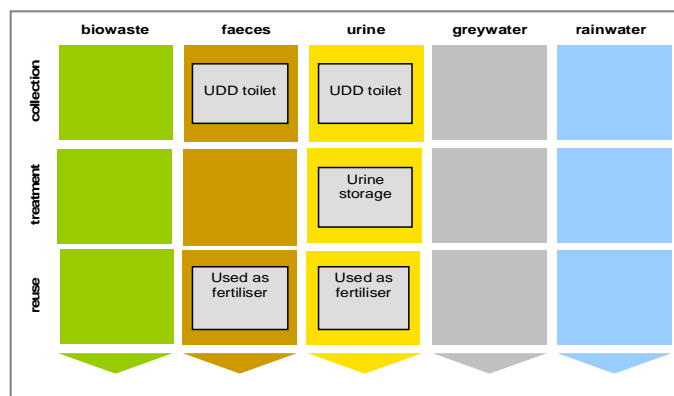 biowaste faeces urine greywater rainwater
collection
UDD toilet
UDD toilet
treatment
Urine
storage
reuse
Used as
fertiliser
Used as
fertiliser